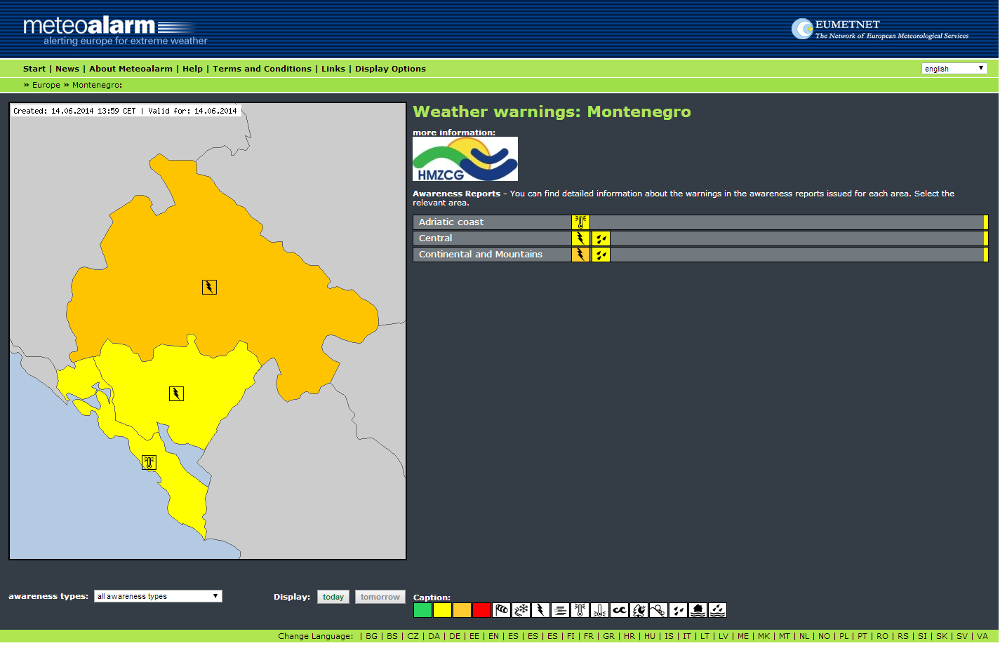 meteoalarm
alerting europe for extreme weather
EUMETNET
The Network of European Meteorological Services
Start | News | About Meteoalarm | Help | Terms and Conditions | Links | Display Options
english
» Europe » Montenegro:
Created: 14.06.2014 13:59 CET | Valid for: 14.06.2014
Weather warnings: Montenegro
more information:
HMZCG
Awareness Reports - You can find detailed information about the warnings in the awareness reports issued for each area. Select the
relevant area.
Adriatic coast
Central
Continental and Mountains
awareness types:
all awareness types
Display:
today
tomorrow
Caption:
Change Language: | BG | BS | CZ | DA | DE | EE | EN | ES | ES | ES | FI | FR | GR | HR | HU | IS | IT | LT | LV | ME | MK | MT | NL | NO | PL | PT | RO | RS | SI | SK | SV | VA